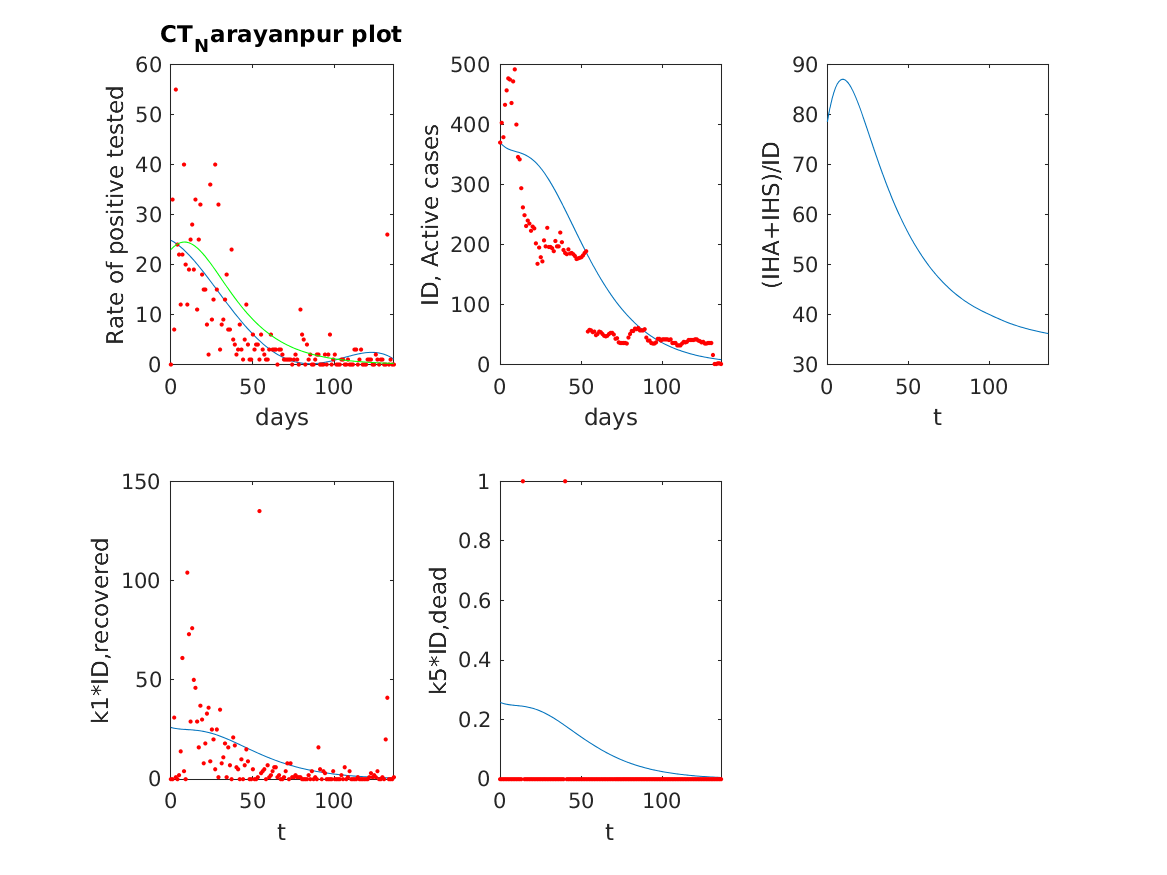 CT_Narayanpur plot
60
50
40
30
20
10
0
0 50 100
days
Rate of positive tested
500
400
300
200
100
0
0 50 100
days
ID, Active cases
90
80
70
60
50
40
30
0 50 100
t
(IHA+IHS)/ID
150
100
50
0
0 50 100
t
k1*ID,recovered
1
0.8
0.6
0.4
0.2
0
0 50 100
t
k5*ID,dead